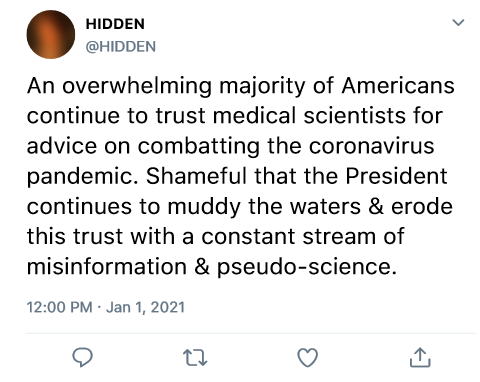 HIDDEN
@HIDDEN
An overwhelming majority of Americans
continue to trust medical scientists for
advice on combatting the coronavirus
pandemic. Shameful that the President
continues to muddy the waters & erode
this trust with a constant stream of
misinformation & pseudo-science.
12:00 PM · Jan 1, 2021